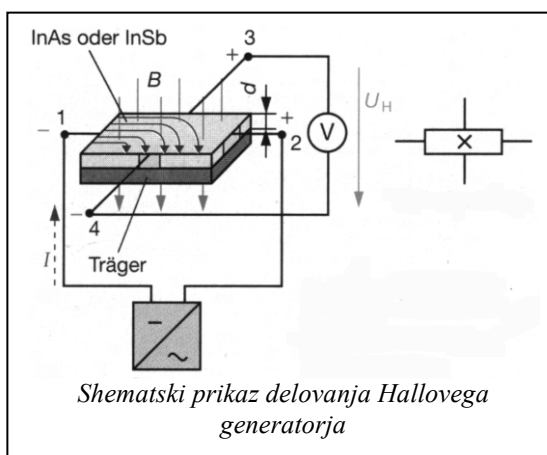 InAs oder InSb
3
+
B
d
1
−
+
2
V
U_H
−
4
I
Träger
−
~
Shematski prikaz delovanja Hallovega
generatorja